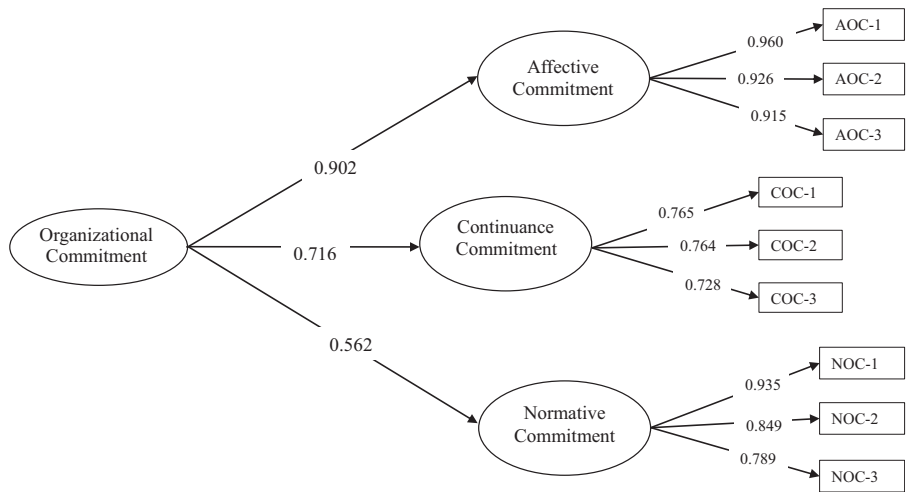 Organizational
Commitment
0.902
0.716
0.562
Affective
Commitment
0.960
0.926
0.915
AOC-1
AOC-2
AOC-3
Continuance
Commitment
0.765
0.764
0.728
COC-1
COC-2
COC-3
Normative
Commitment
0.935
0.849
0.789
NOC-1
NOC-2
NOC-3